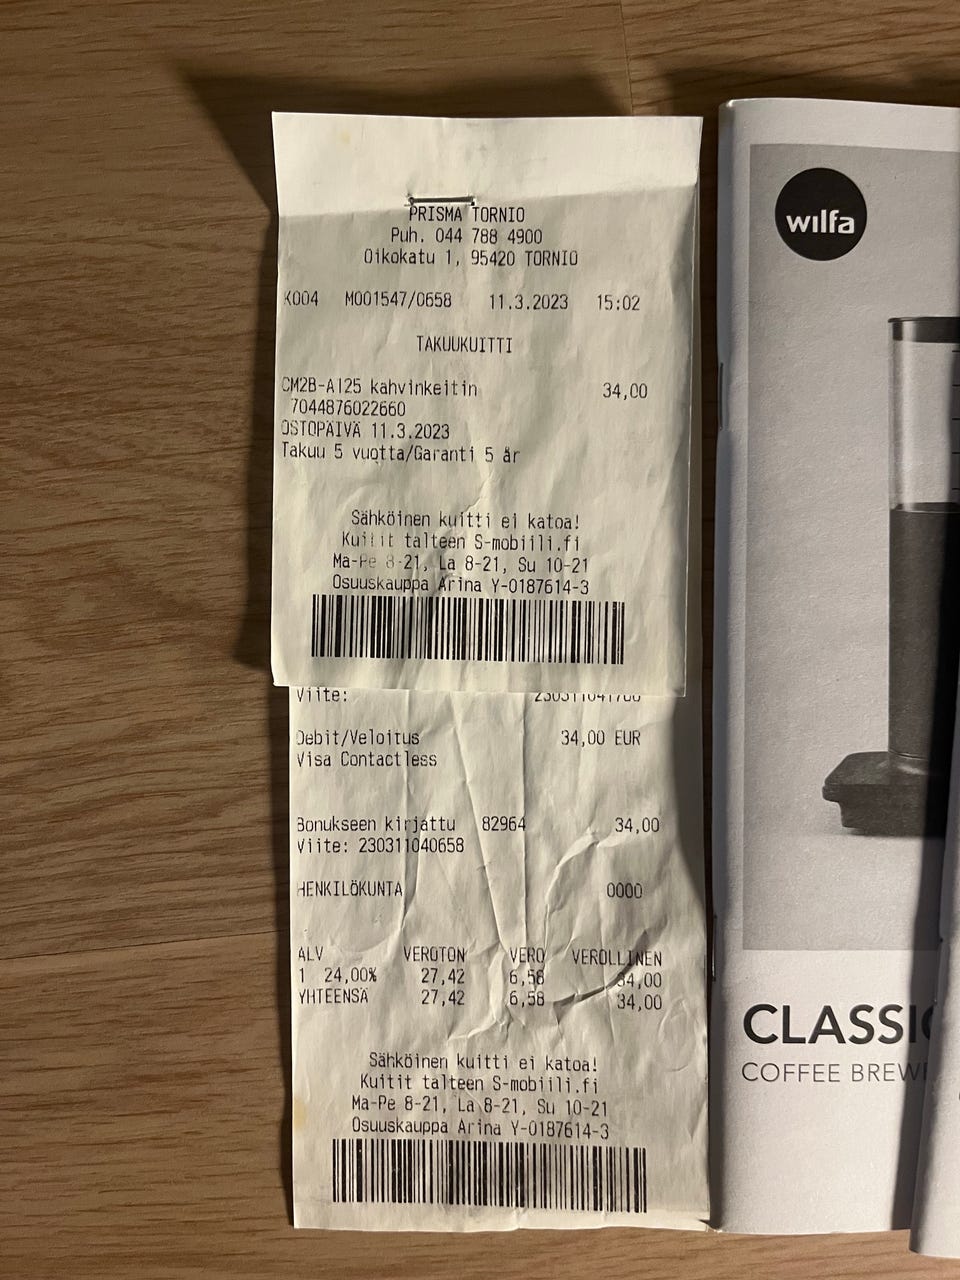 PRISMA TORNIO
Puh. 044 788 4900
Oikokatu 1, 95420 TORNIO
K004 M001547/0658 11.3.2023 15:02
TAKUUKUITTI
CM2B-A125 kahvinkeitin 34,00
7044876022660
OSTOPÄIVÄ 11.3.2023
Takuu 5 vuotta/Garanti 5 år
Sähköinen kuitti ei katoa!
Kuitit talteen S-mobiili.fi
Ma-Pe 8-21, La 8-21, Su 10-21
Osuuskauppa Arina Y-0187614-3
Viite:
Debit/Veloitus 34,00 EUR
Visa Contactless
Bonukseen kirjattu 82964 34,00
Viite: 230311040658
HENKILÖKUNTA 0000
ALV VEROTON VERO VEROLLINEN
1 24,00% 27,42 6,58 34,00
YHTEENSÄ 27,42 6,58 34,00
Sähköinen kuitti ei katoa!
Kuitit talteen S-mobiili.fi
Ma-Pe 8-21, La 8-21, Su 10-21
Osuuskauppa Arina Y-0187614-3
wilfa
CLASSIC
COFFEE BREW